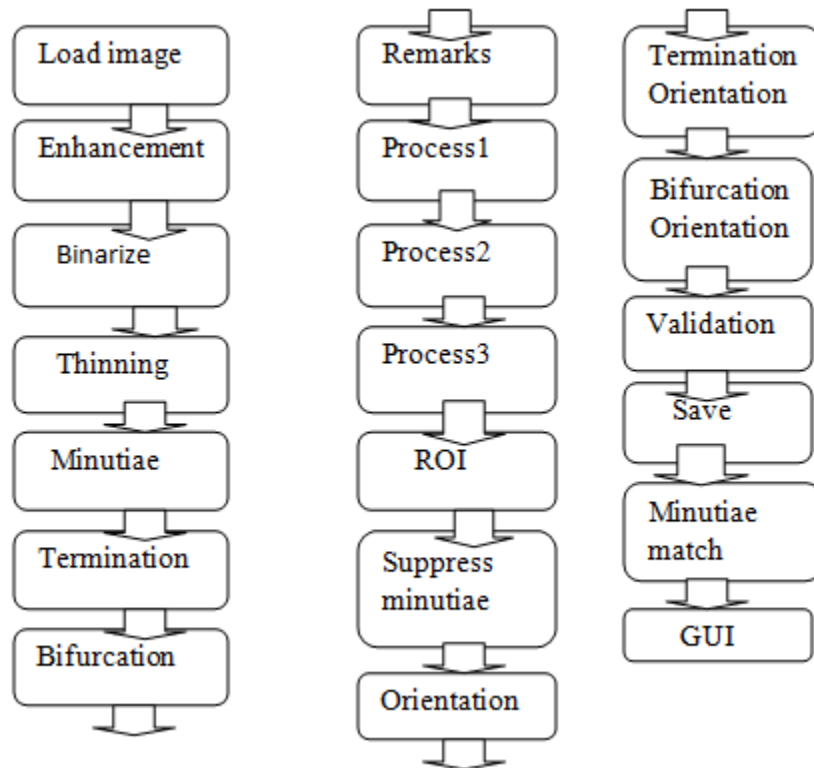 Load image
Enhancement
Binarize
Thinning
Minutiae
Termination
Bifurcation
Remarks
Process1
Process2
Process3
ROI
Suppress
minutiae
Orientation
Termination
Orientation
Bifurcation
Orientation
Validation
Save
Minutiae
match
GUI